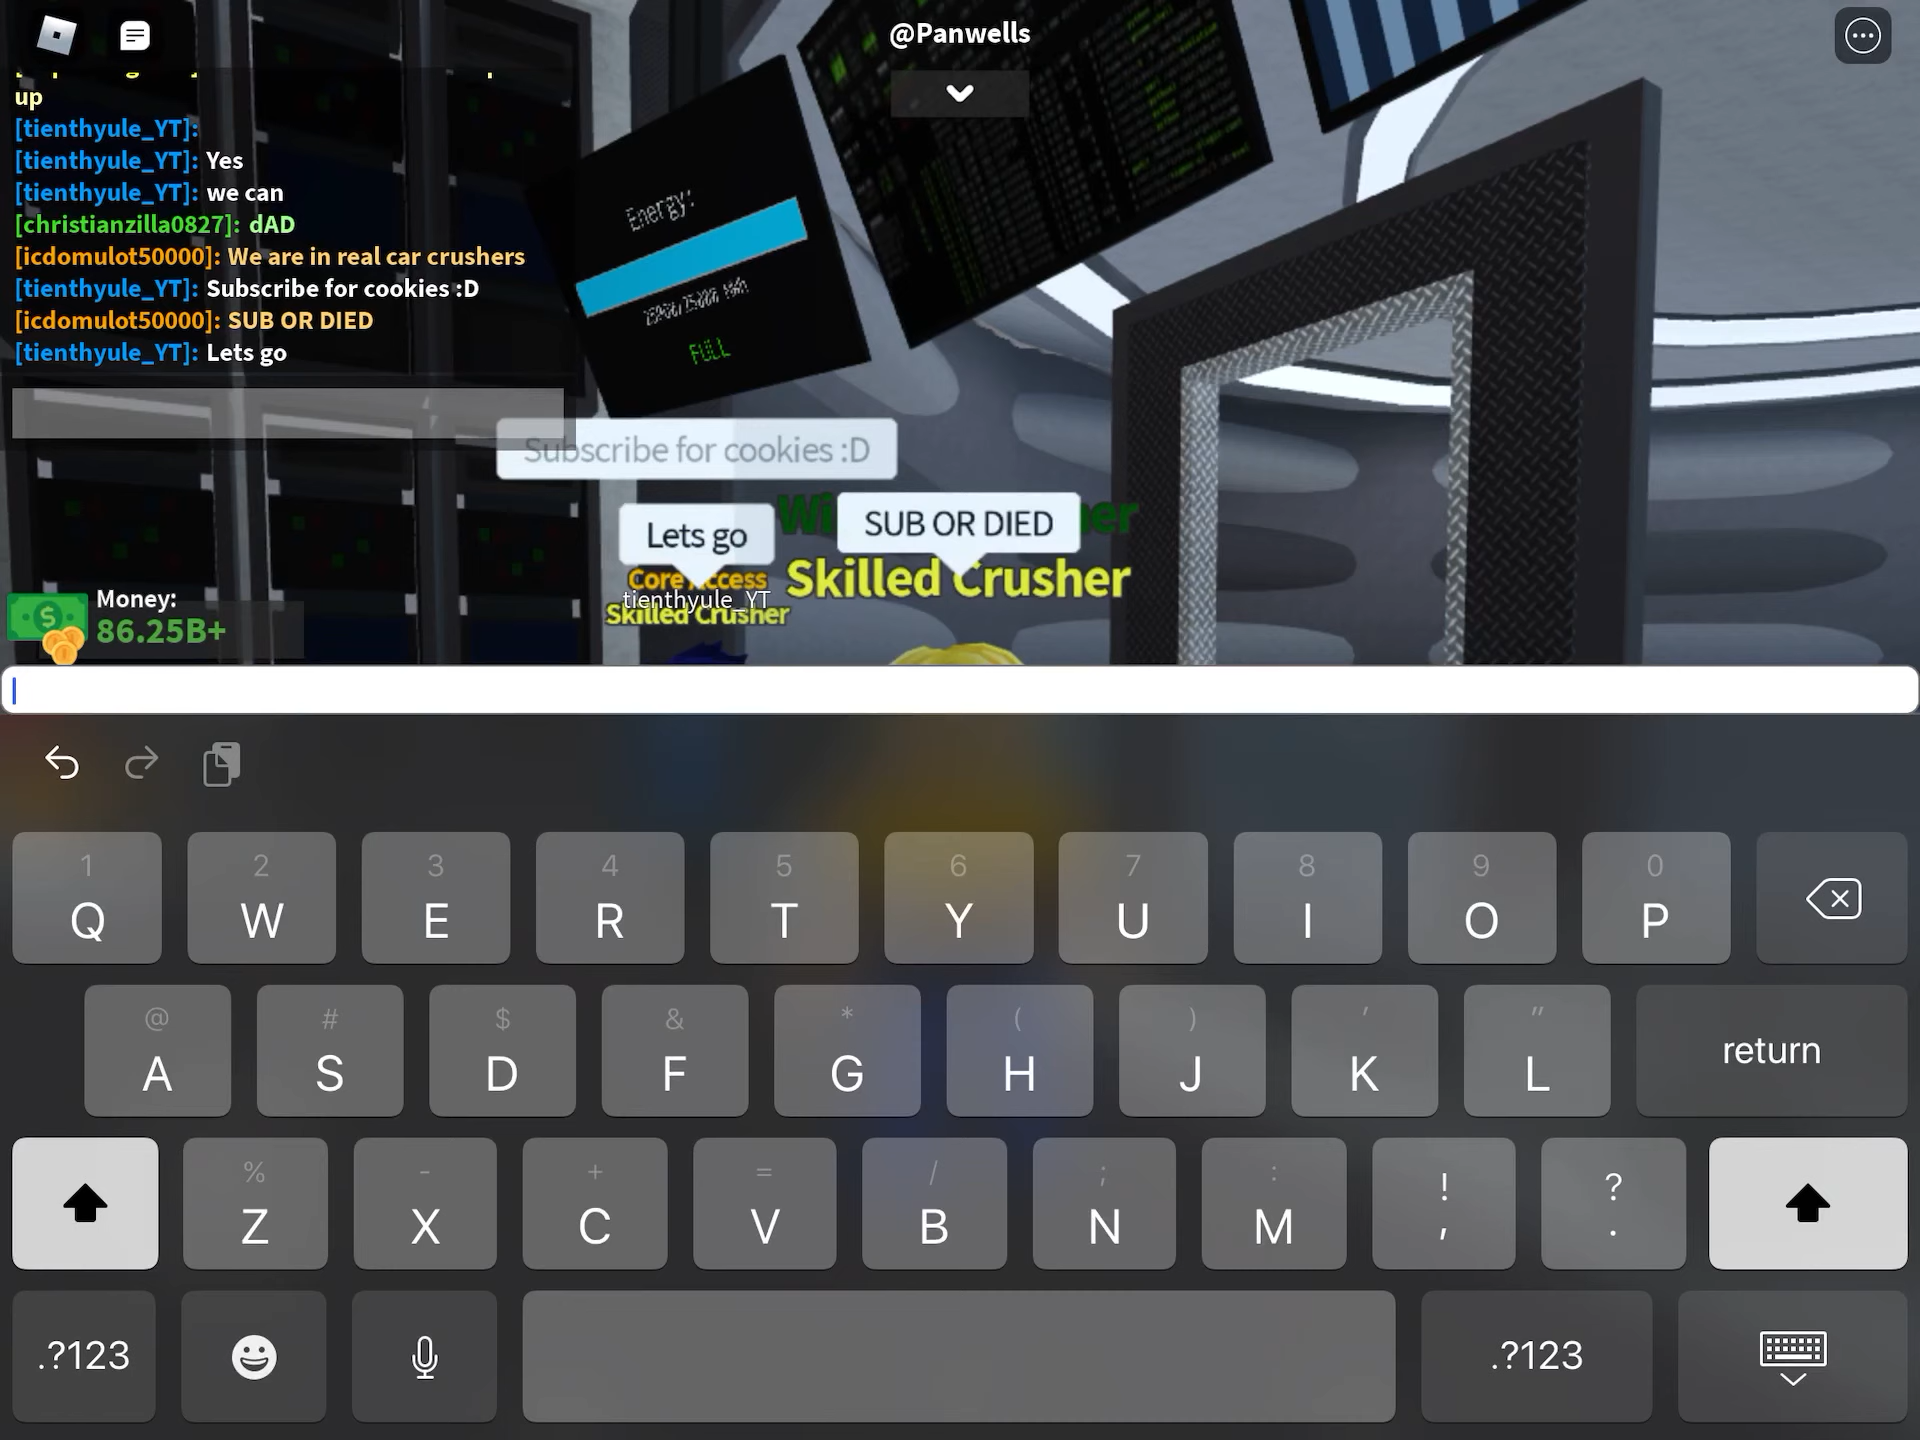 @Panwells
up
[tienthyule_YT]:
[tienthyule_YT]: Yes
[tienthyule_YT]: we can
[christianzilla0827]: dAD
[icdomulot50000]: We are in real car crushers
[tienthyule_YT]: Subscribe for cookies :D
[icdomulot50000]: SUB OR DIED
[tienthyule_YT]: Lets go
Energy:
FULL
Subscribe for cookies :D
Lets go
SUB OR DIED
Core Access
tienthyule_YT
Skilled Crusher
Skilled Crusher
Money:
86.25B+
1 2 3 4 5 6 7 8 9 0
Q W E R T Y U I O P
@ # $ & * ( ) ' "
A S D F G H J K L return
% - + = / ; : ! ?
Z X C V B N M , .
.?123 .?123